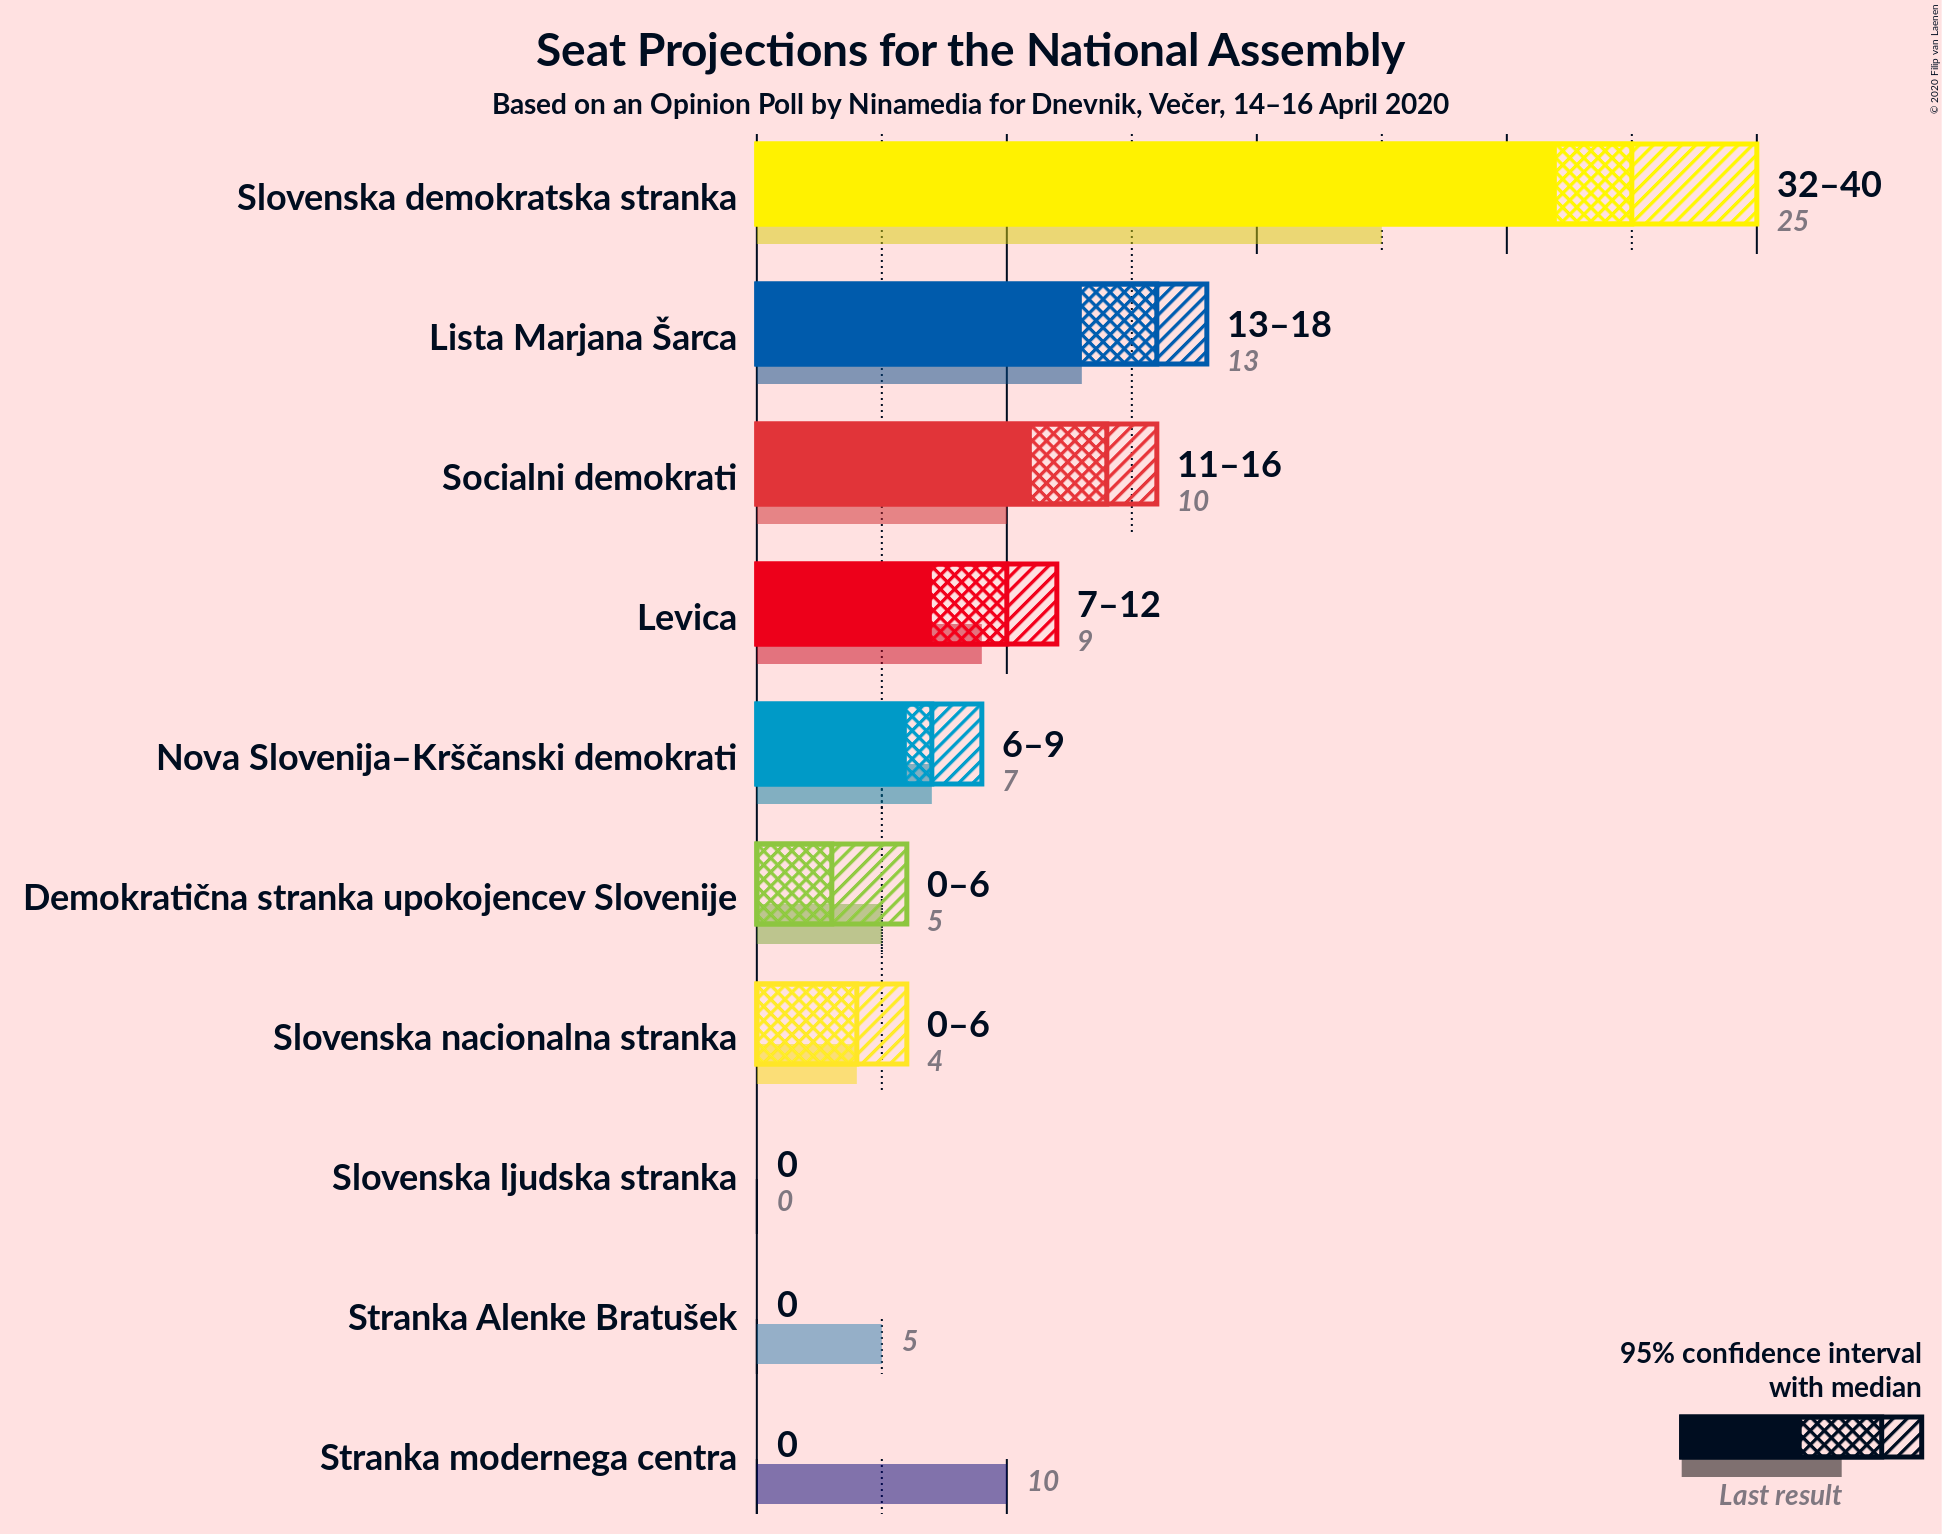 Seat Projections for the National Assembly
Based on an Opinion Poll by Ninamedia for Dnevnik, Večer, 14–16 April 2020
© 2020 Filip van Laenen
Slovenska demokratska stranka
32–40
25
Lista Marjana Šarca
13–18
13
Socialni demokrati
11–16
10
Levica
7–12
9
Nova Slovenija–Krščanski demokrati
6–9
7
Demokratična stranka upokojencev Slovenije
0–6
5
Slovenska nacionalna stranka
0–6
4
Slovenska ljudska stranka
0
0
Stranka Alenke Bratušek
0
5
Stranka modernega centra
0
10
95% confidence interval
with median
Last result